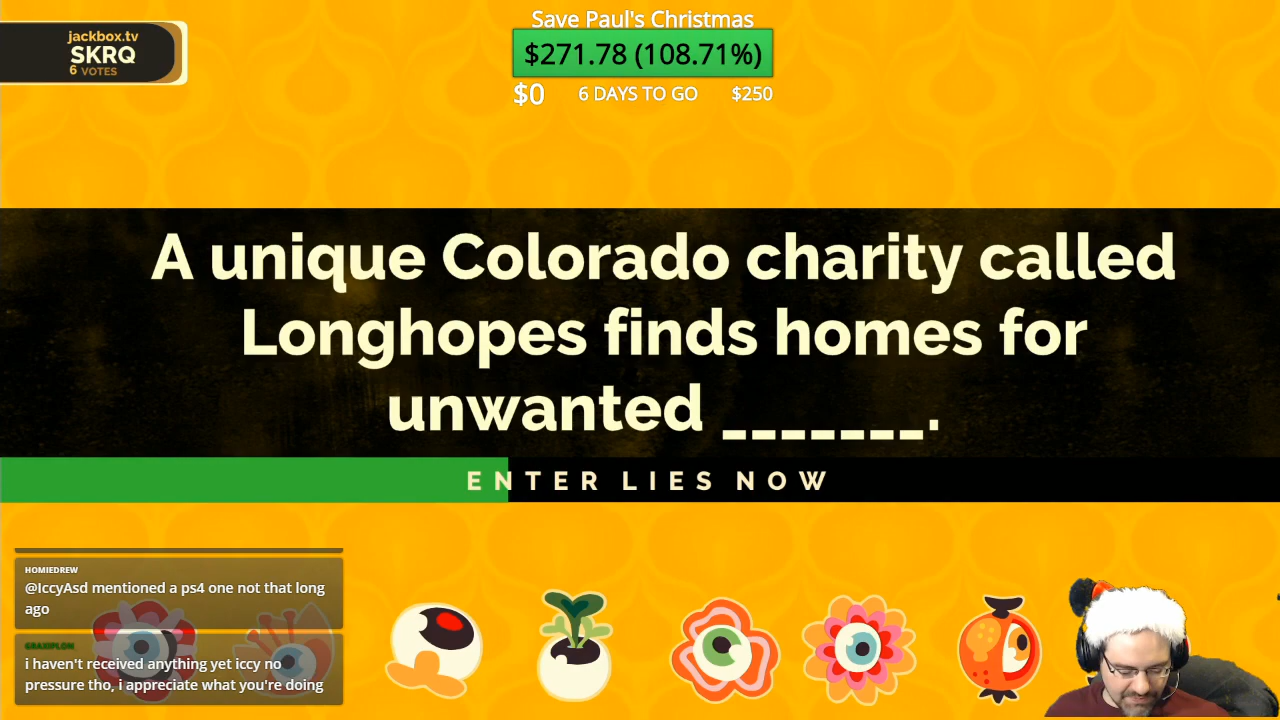 jackbox.tv
SKRQ
6 VOTES
Save Paul's Christmas
$271.78 (108.71%)
$0 6 DAYS TO GO $250
A unique Colorado charity called
Longhopes finds homes for
unwanted _______.
ENTER LIES NOW
HOMIEDREW
@IccyAsd mentioned a ps4 one not that long
ago
GRAXIPLON
i haven't received anything yet iccy no
pressure tho, i appreciate what you're doing